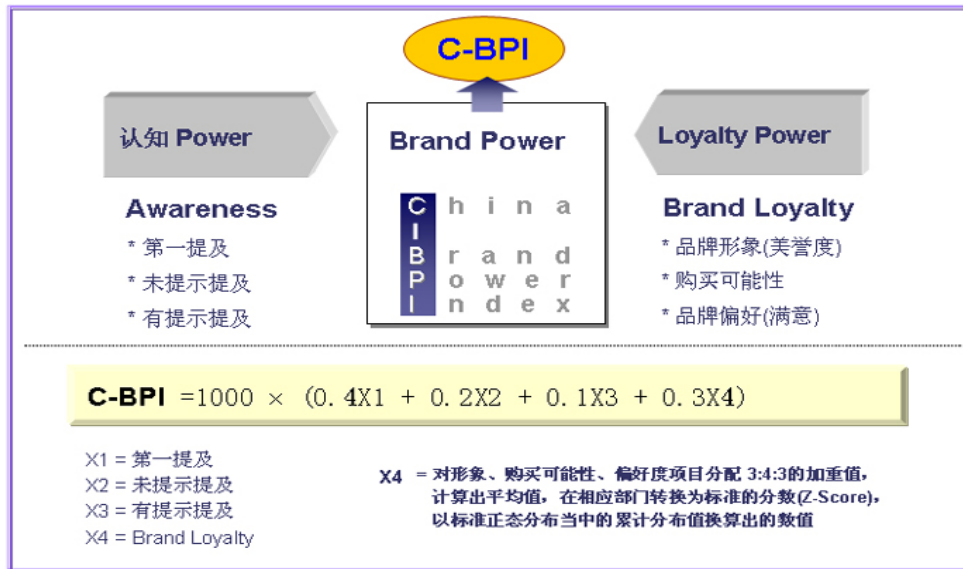 C-BPI
认知 Power
Brand Power
Loyalty Power
Awareness
* 第一提及
* 未提示提及
* 有提示提及
China
I
Brand
Power
Index
Brand Loyalty
* 品牌形象(美誉度)
* 购买可能性
* 品牌偏好(满意)
C-BPI =1000 × (0.4X1 + 0.2X2 + 0.1X3 + 0.3X4)
X1 = 第一提及
X2 = 未提示提及
X3 = 有提示提及
X4 = Brand Loyalty
X4 = 对形象、购买可能性、偏好度项目分配 3:4:3的加重值,
计算出平均值，在相应部门转换为标准的分数(Z-Score),
以标准正态分布当中的累计分布值换算出的数值